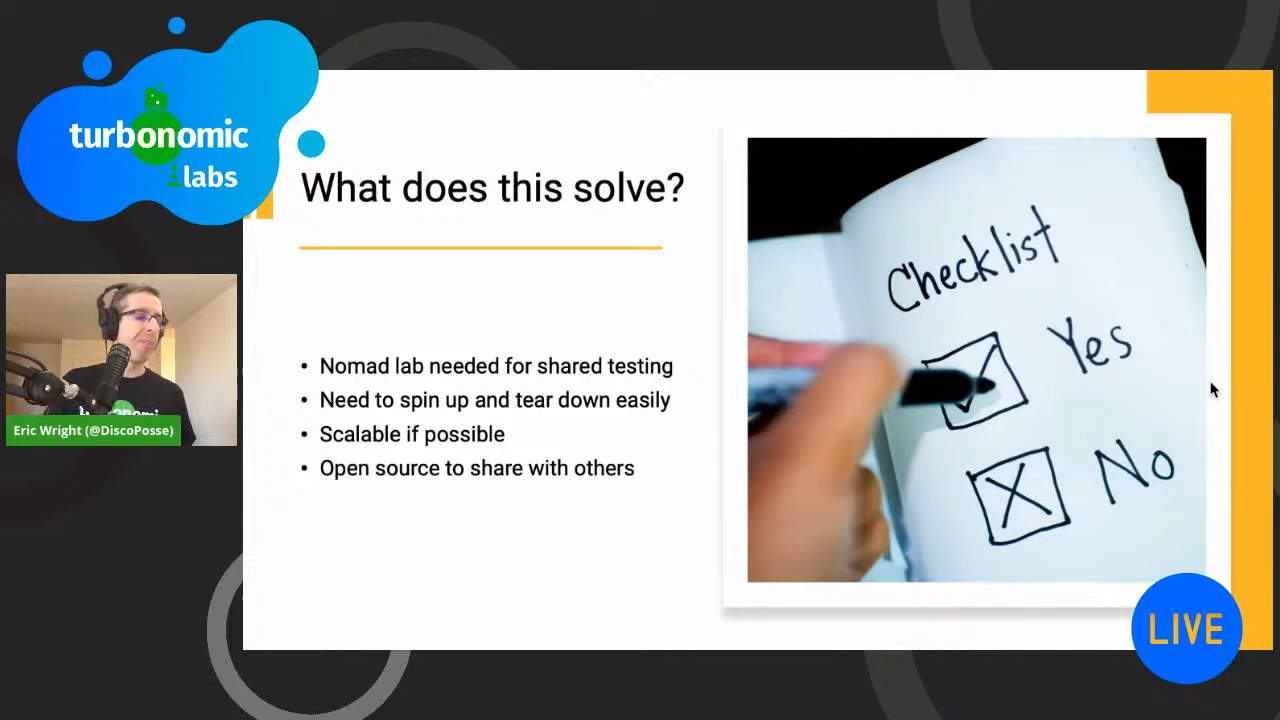 turbonomic
labs
What does this solve?
• Nomad lab needed for shared testing
• Need to spin up and tear down easily
• Scalable if possible
• Open source to share with others
Checklist
Yes
No
Eric Wright (@DiscoPosse)
LIVE